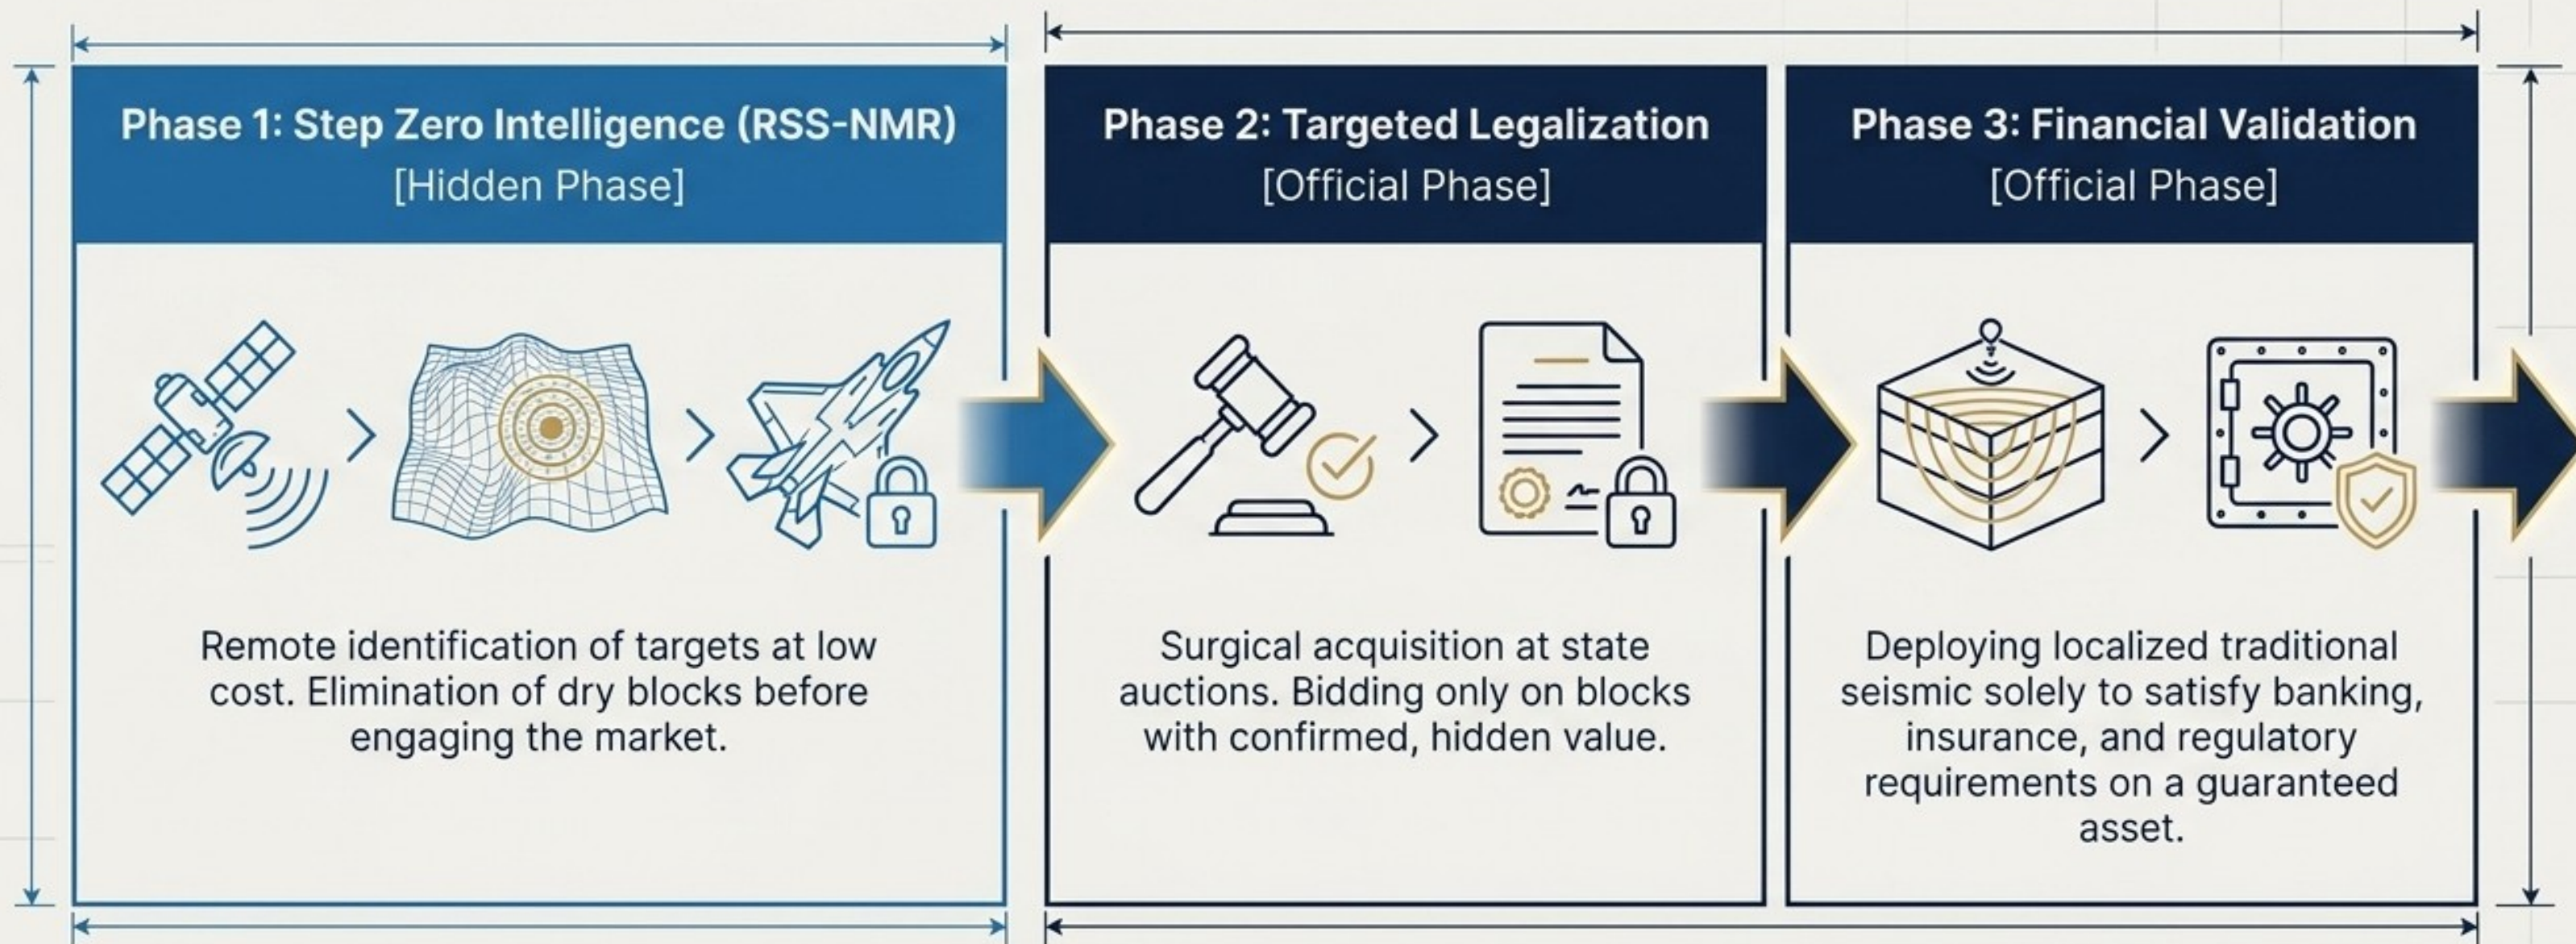 Phase 1: Step Zero Intelligence (RSS-NMR)
[Hidden Phase]
Remote identification of targets at low
cost. Elimination of dry blocks before
engaging the market.
Phase 2: Targeted Legalization
[Official Phase]
Surgical acquisition at state
auctions. Bidding only on blocks
with confirmed, hidden value.
Phase 3: Financial Validation
[Official Phase]
Deploying localized traditional
seismic solely to satisfy banking,
insurance, and regulatory
requirements on a guaranteed
asset.